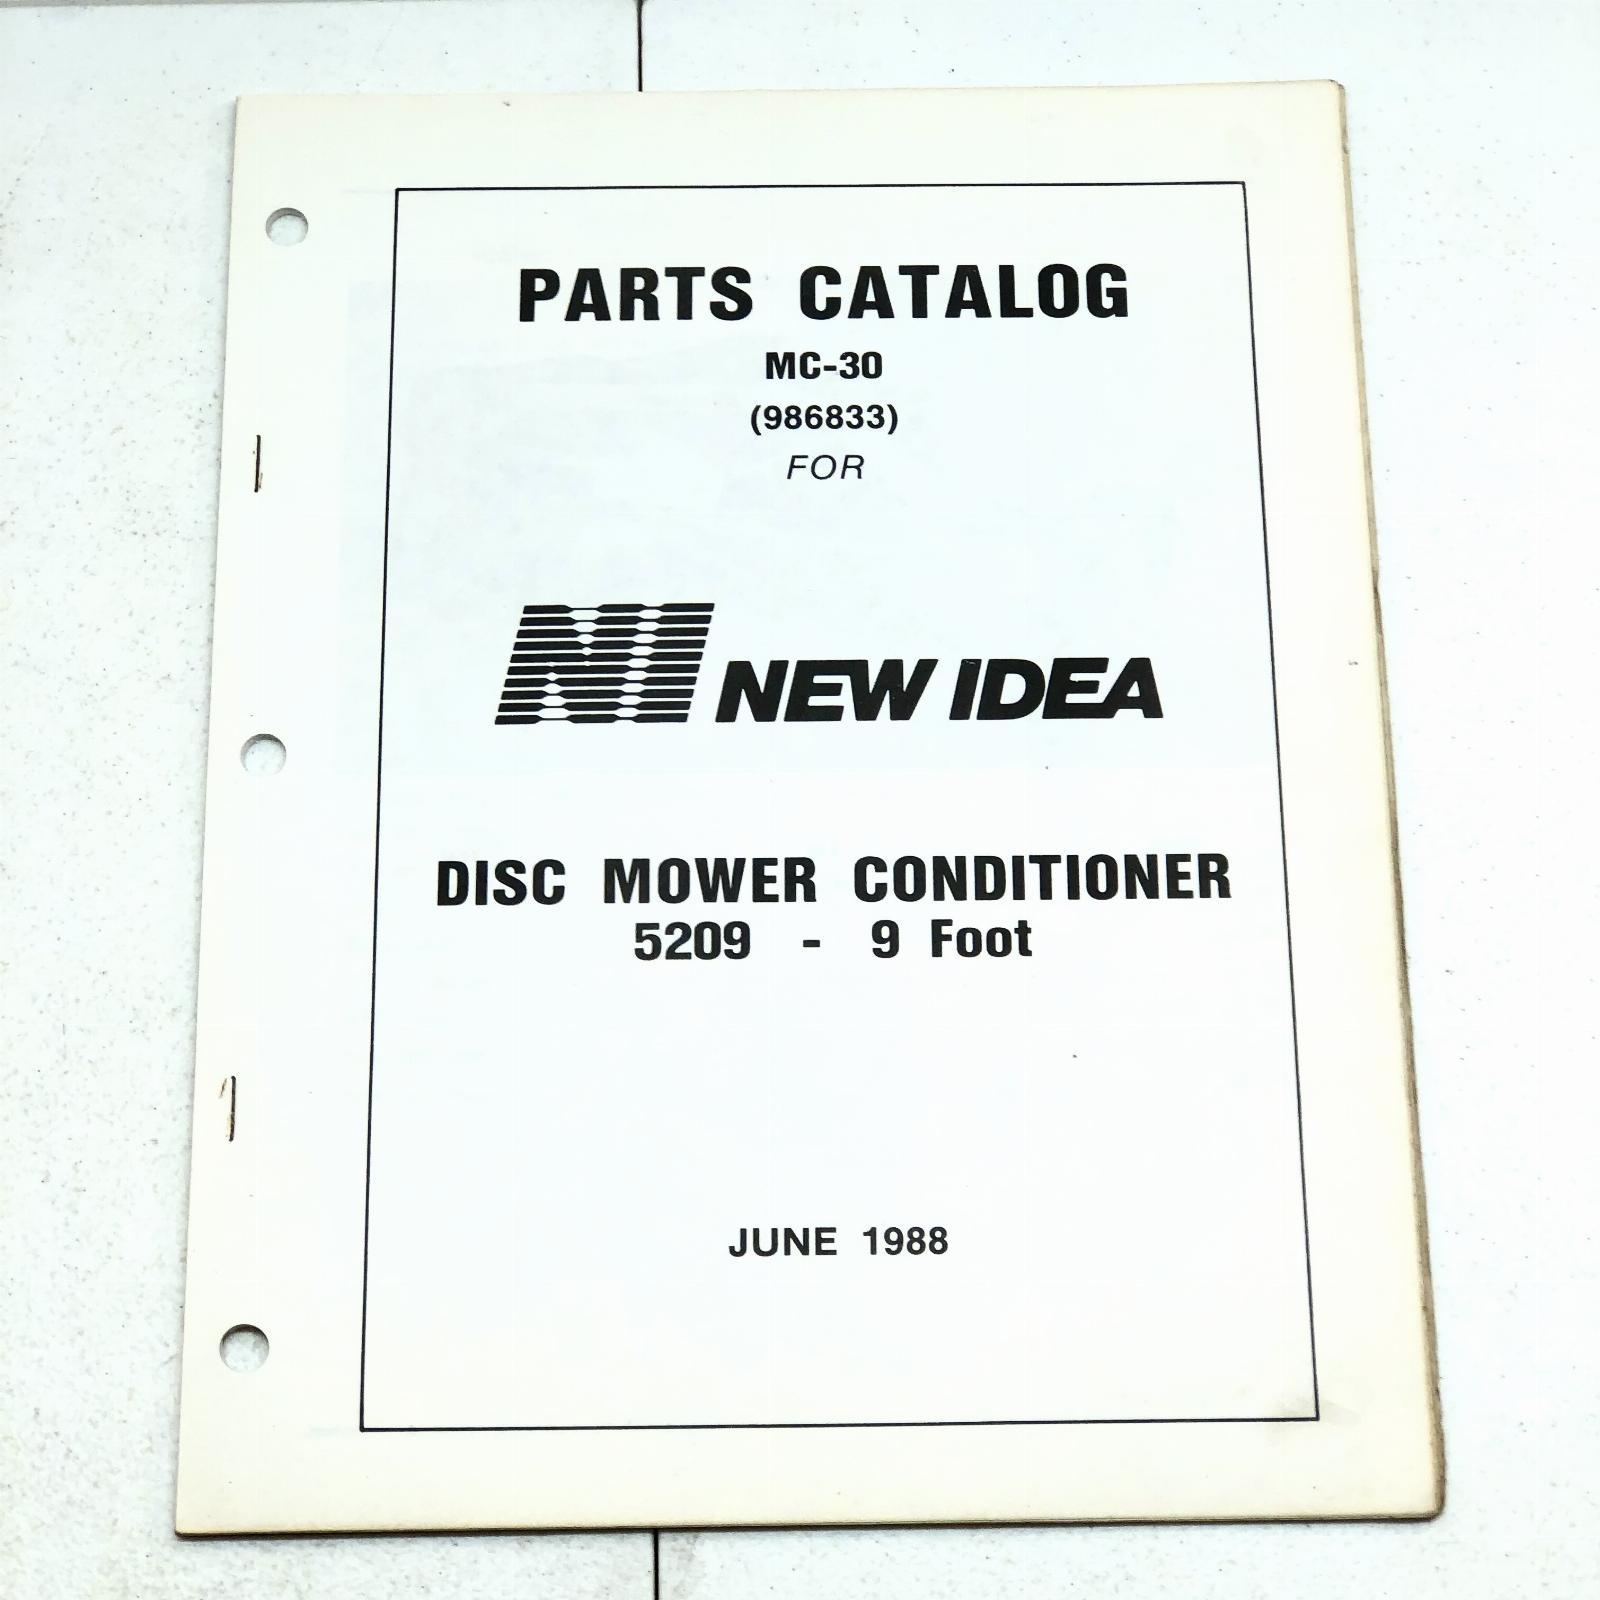 PARTS CATALOG
MC-30
(986833)
FOR
NEW IDEA
DISC MOWER CONDITIONER
5209 - 9 Foot
JUNE 1988